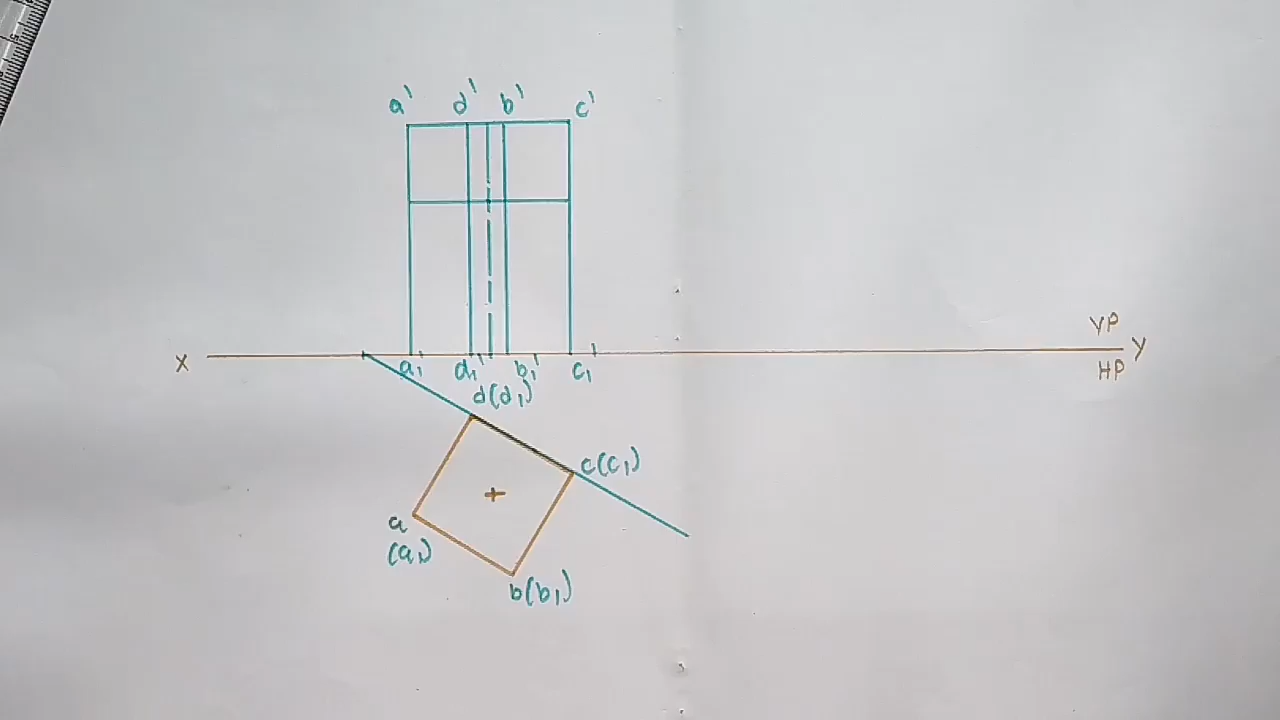 a' d' b' c'
VP
X Y
a₁' d₁' b₁' c₁' HP
d(d₁)
c(c₁)
a
(a₁)
b(b₁)